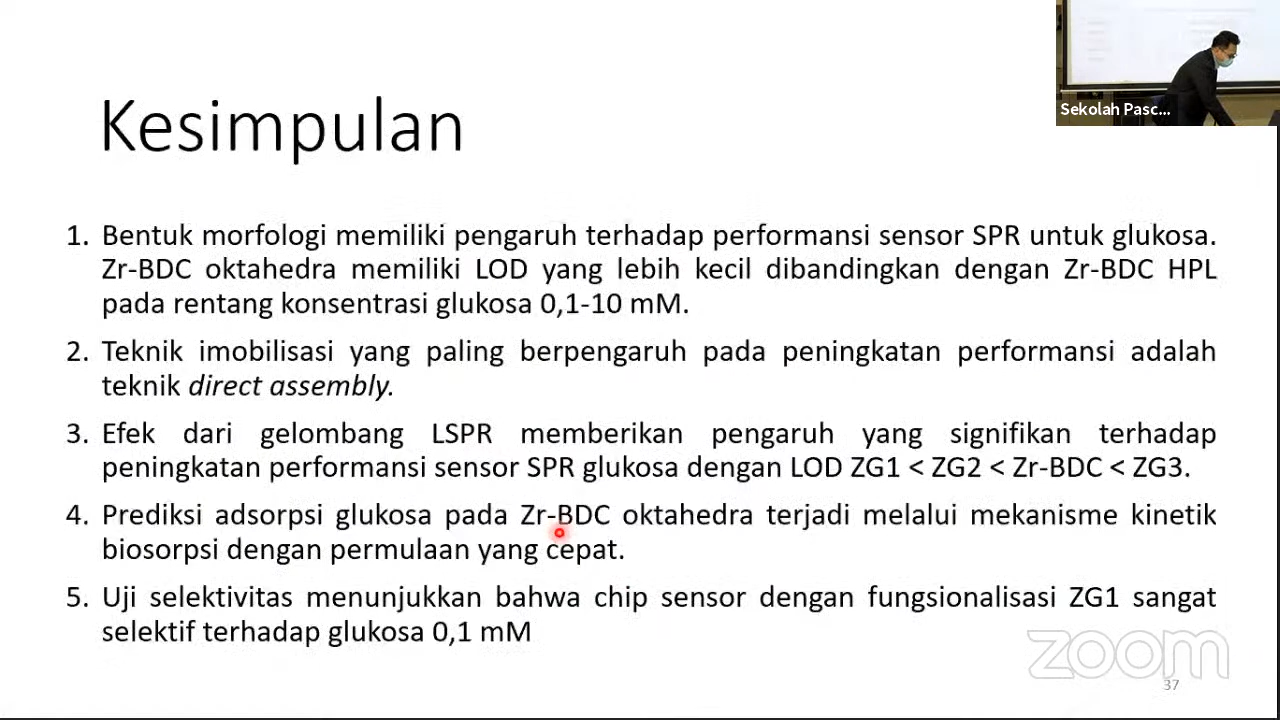 Sekolah Pasc...
Kesimpulan
1. Bentuk morfologi memiliki pengaruh terhadap performansi sensor SPR untuk glukosa.
Zr-BDC oktahedra memiliki LOD yang lebih kecil dibandingkan dengan Zr-BDC HPL
pada rentang konsentrasi glukosa 0,1-10 mM.
2. Teknik imobilisasi yang paling berpengaruh pada peningkatan performansi adalah
teknik direct assembly.
3. Efek dari gelombang LSPR memberikan pengaruh yang signifikan terhadap
peningkatan performansi sensor SPR glukosa dengan LOD ZG1 < ZG2 < Zr-BDC < ZG3.
4. Prediksi adsorpsi glukosa pada Zr-BDC oktahedra terjadi melalui mekanisme kinetik
biosorpsi dengan permulaan yang cepat.
5. Uji selektivitas menunjukkan bahwa chip sensor dengan fungsionalisasi ZG1 sangat
selektif terhadap glukosa 0,1 mM
zoom
37